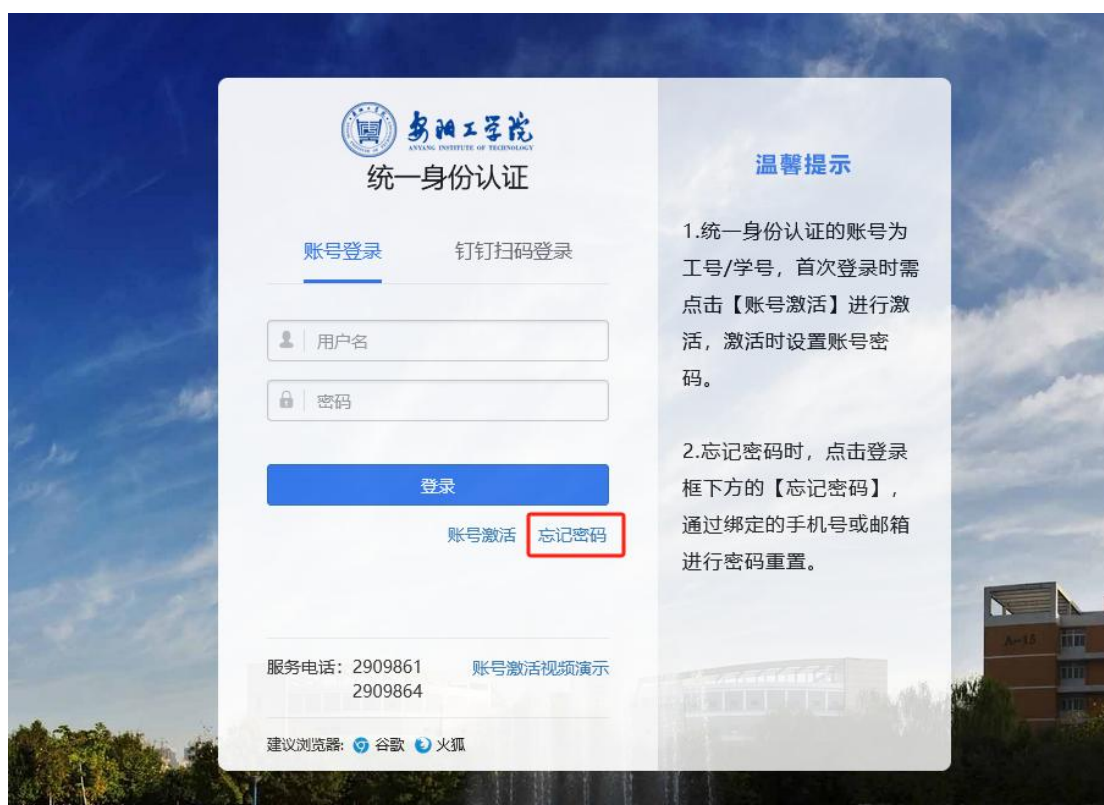 安阳工学院
ANYANG INSTITUTE OF TECHNOLOGY
统一身份认证
账号登录 钉钉扫码登录
用户名
密码
登录
账号激活 忘记密码
服务电话：2909861 账号激活视频演示
2909864
建议浏览器: 谷歌 火狐
温馨提示
1.统一身份认证的账号为
工号/学号，首次登录时需
点击【账号激活】进行激
活，激活时设置账号密
码。
2.忘记密码时，点击登录
框下方的【忘记密码】，
通过绑定的手机号或邮箱
进行密码重置。
A-15